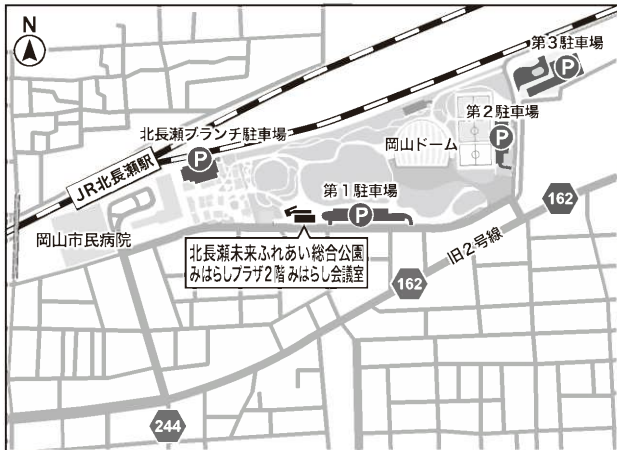 N
第3駐車場
P
第2駐車場
P
北長瀬ブランチ駐車場
P
岡山ドーム
JR北長瀬駅
第1駐車場
P
162
岡山市民病院
北長瀬未来ふれあい総合公園
みはらしプラザ2階 みはらし会議室
旧2号線
162
244